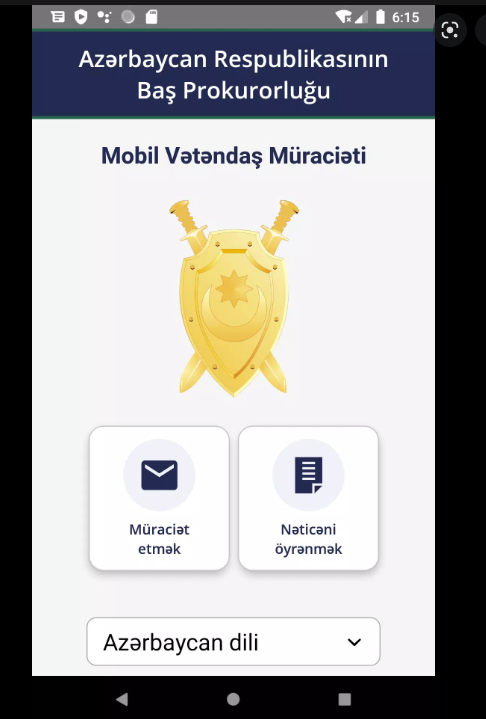 6:15
Azərbaycan Respublikasının
Baş Prokurorluğu
Mobil Vətəndaş Müraciəti
Müraciət
etmək
Nəticəni
öyrənmək
Azərbaycan dili